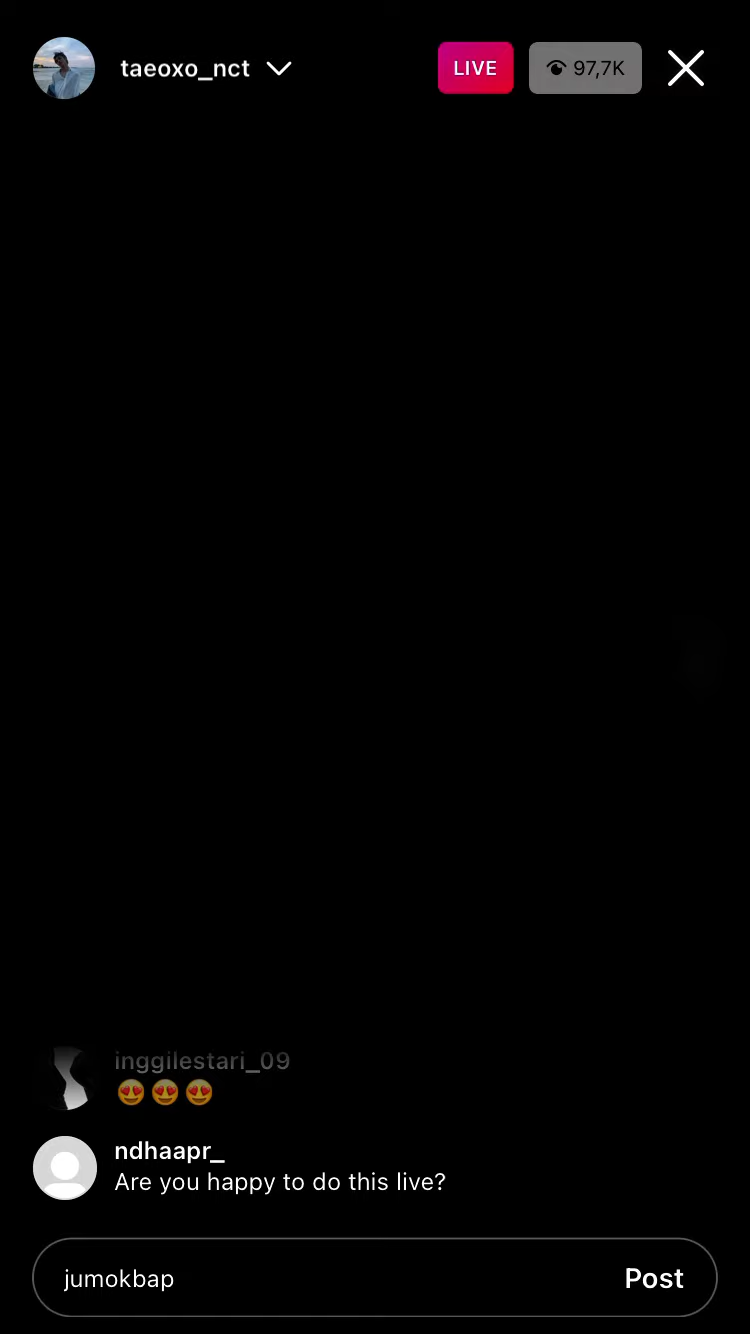 taeoxo_nct
LIVE
97,7K
inggilestari_09
😍😍😍
ndhaapr_
Are you happy to do this live?
jumokbap
Post